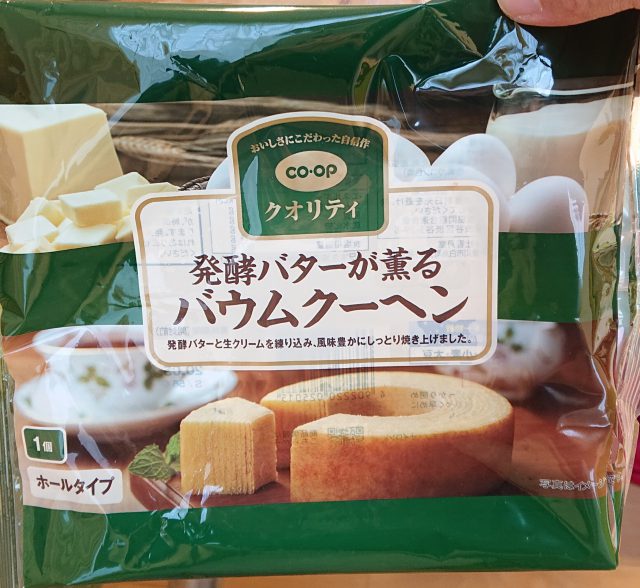 おいしさにこだわった自信作
CO·OP
クオリティ
発酵バターが薫る
バウムクーヘン
発酵バターと生クリームを練り込み、風味豊かにしっとり焼き上げました。
1個
ホールタイプ
写真はイメージです